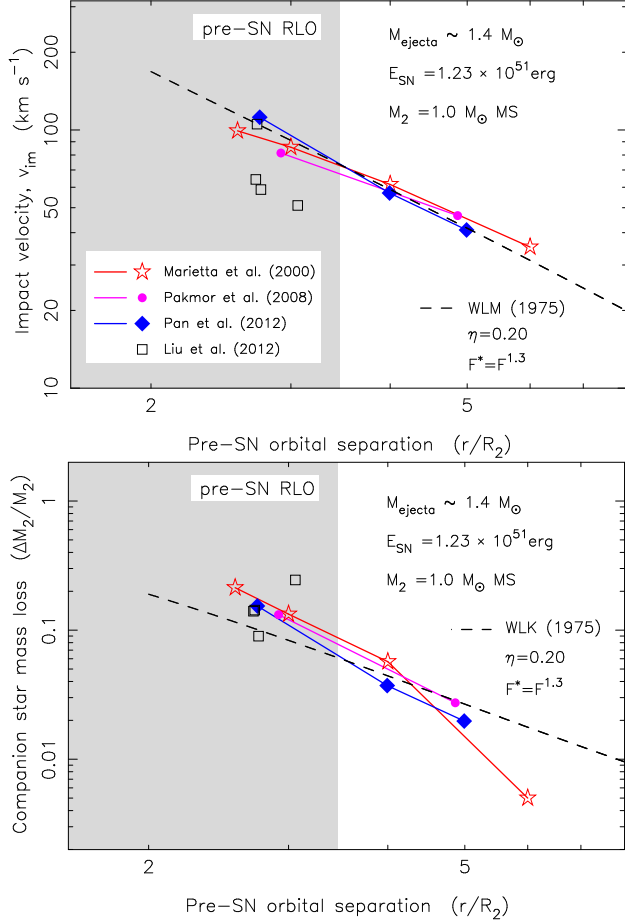 pre-SN RLO
M_ejecta ~ 1.4 M_⊙
E_SN =1.23 × 10^51 erg
M_2 =1.0 M_⊙ MS
Impact velocity, v_im (km s^-1)
200
100
50
20
10
Marietta et al. (2000)
Pakmor et al. (2008)
Pan et al. (2012)
Liu et al. (2012)
WLM (1975)
η=0.20
F*=F^1.3
2
5
Pre-SN orbital separation (r/R_2)
pre-SN RLO
M_ejecta ~ 1.4 M_⊙
E_SN =1.23 × 10^51 erg
M_2 =1.0 M_⊙ MS
Companion star mass loss (ΔM_2/M_2)
1
0.1
0.01
WLK (1975)
η=0.20
F*=F^1.3
2
5
Pre-SN orbital separation (r/R_2)